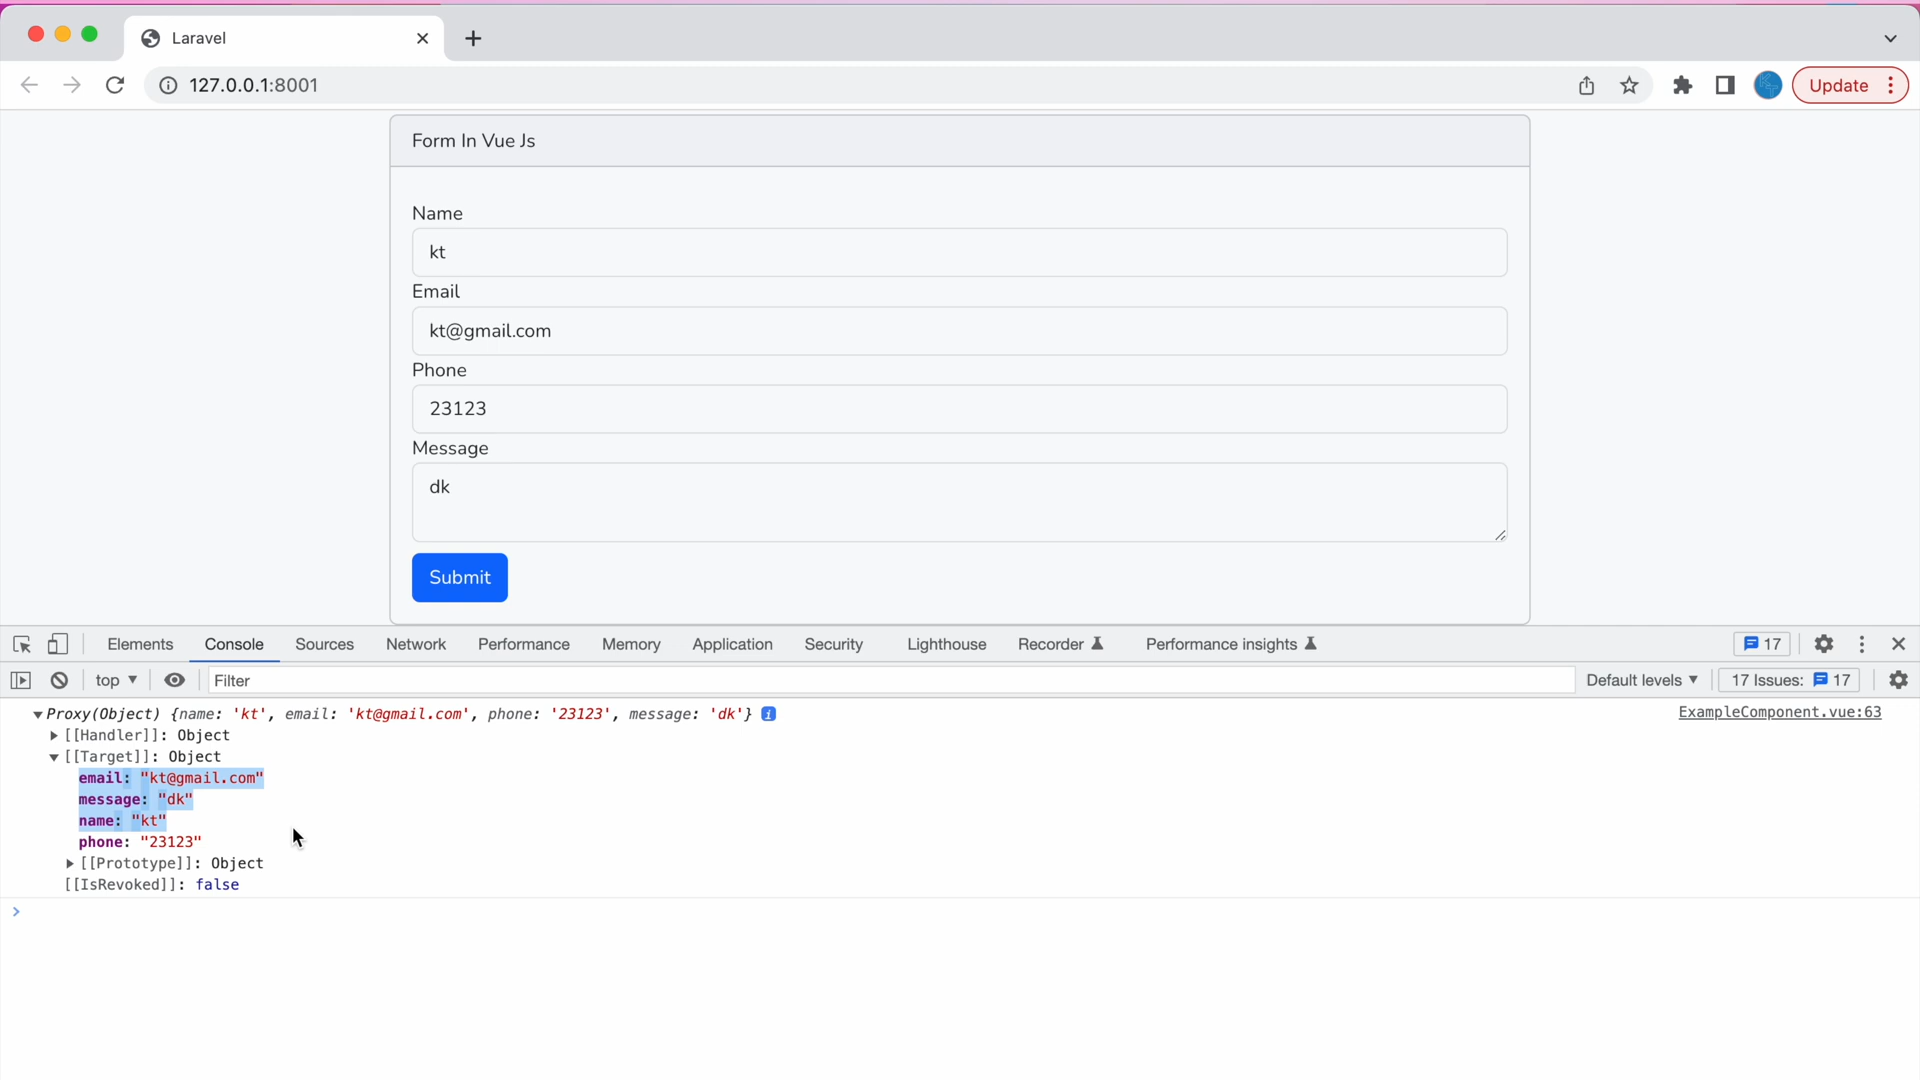 Laravel
127.0.0.1:8001
Update
Form In Vue Js
Name
kt
Email
kt@gmail.com
Phone
23123
Message
dk
Submit
Elements Console Sources Network Performance Memory Application Security Lighthouse Recorder Performance insights 17
top Filter Default levels 17 Issues: 17
Proxy(Object) {name: 'kt', email: 'kt@gmail.com', phone: '23123', message: 'dk'} i ExampleComponent.vue:63
[[Handler]]: Object
[[Target]]: Object
email: "kt@gmail.com"
message: "dk"
name: "kt"
phone: "23123"
[[Prototype]]: Object
[[IsRevoked]]: false